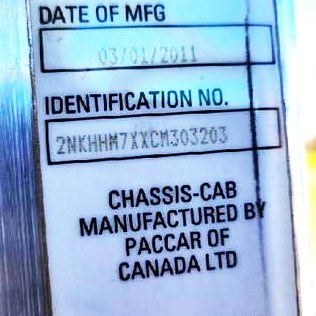 DATE OF MFG
03/01/2011
IDENTIFICATION NO.
2NKHHM7XXCM303203
CHASSIS-CAB
MANUFACTURED BY
PACCAR OF
CANADA LTD